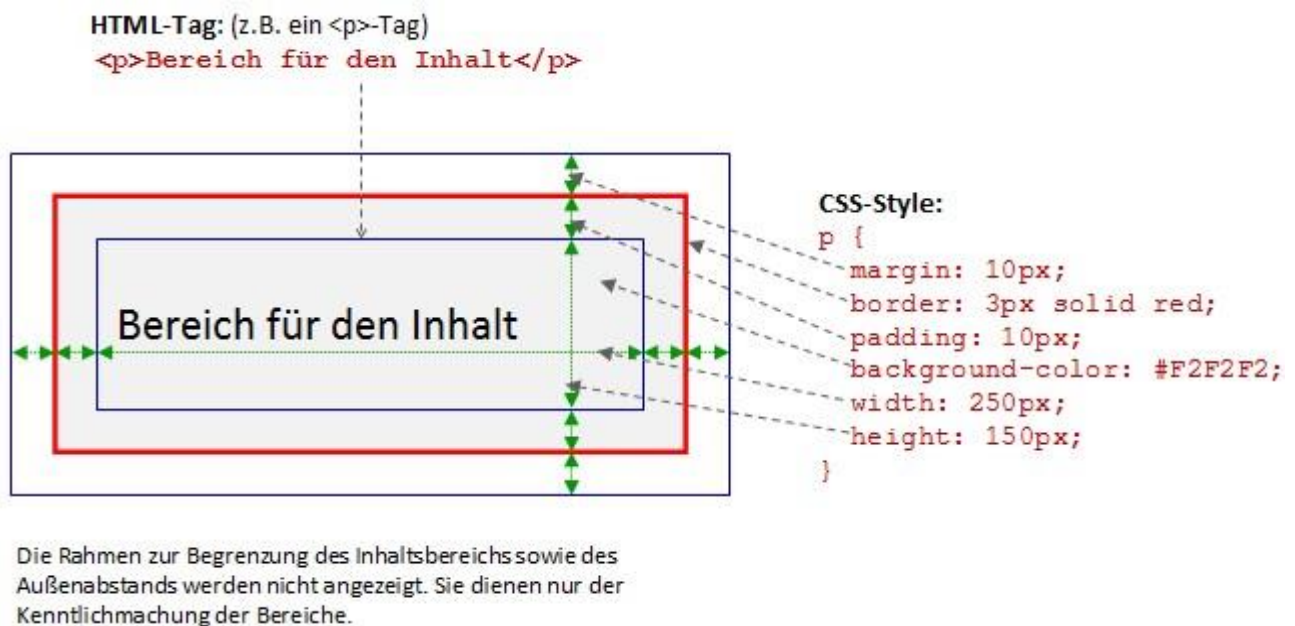 HTML-Tag: (z.B. ein <p>-Tag)
<p>Bereich für den Inhalt</p>
Bereich für den Inhalt
CSS-Style:
p {
margin: 10px;
border: 3px solid red;
padding: 10px;
background-color: #F2F2F2;
width: 250px;
height: 150px;
}
Die Rahmen zur Begrenzung des Inhaltsbereichs sowie des
Außenabstands werden nicht angezeigt. Sie dienen nur der
Kenntlichmachung der Bereiche.